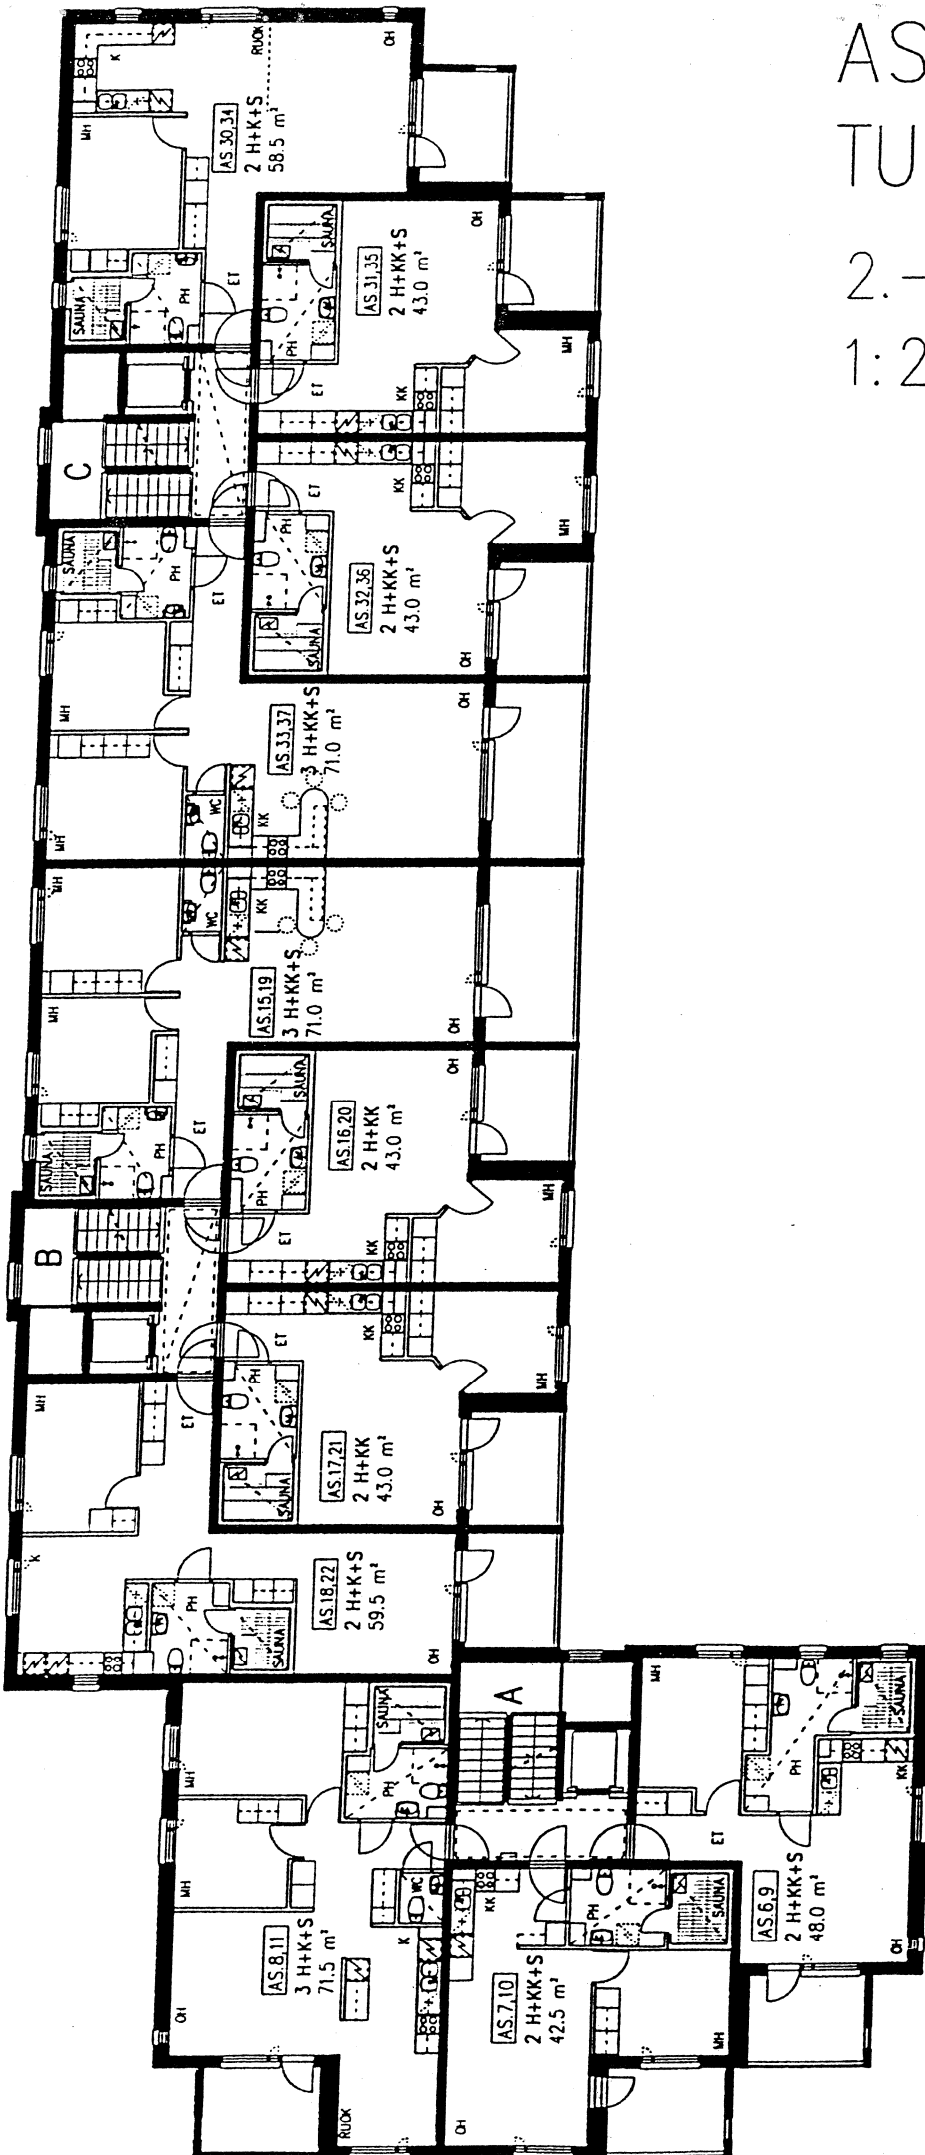 AS
TU
2.–
1:2
K
RUOK
OH
MH
AS.30,34
2 H+K+S
58.5 m²
SAUNA
PH
ET
AS.31,35
2 H+KK+S
43.0 m²
SAUNA
PH
OH
ET
KK
MH
C
KK
ET
MH
PH
SAUNA
AS.32,36
2 H+KK+S
43.0 m²
OH
SAUNA
PH
ET
MH
MH
AS.33,37
3 H+KK+S
71.0 m²
WC
KK
OH
MH
MH
WC
KK
AS.15,19
3 H+KK+S
71.0 m²
OH
SAUNA
PH
ET
AS.16,20
2 H+KK
43.0 m²
SAUNA
PH
OH
ET
KK
MH
B
KK
ET
MH
PH
SAUNA
AS.17,21
2 H+KK
43.0 m²
OH
MH
ET
K
AS.18,22
2 H+K+S
59.5 m²
PH
SAUNA
OH
A
MH
MH
SAUNA
PH
WC
K
AS.8,11
3 H+K+S
71.5 m²
OH
RUOK
KK
PH
SAUNA
AS.7,10
2 H+KK+S
42.5 m²
MH
OH
MH
PH
SAUNA
KK
ET
AS.6,9
2 H+KK+S
48.0 m²
OH